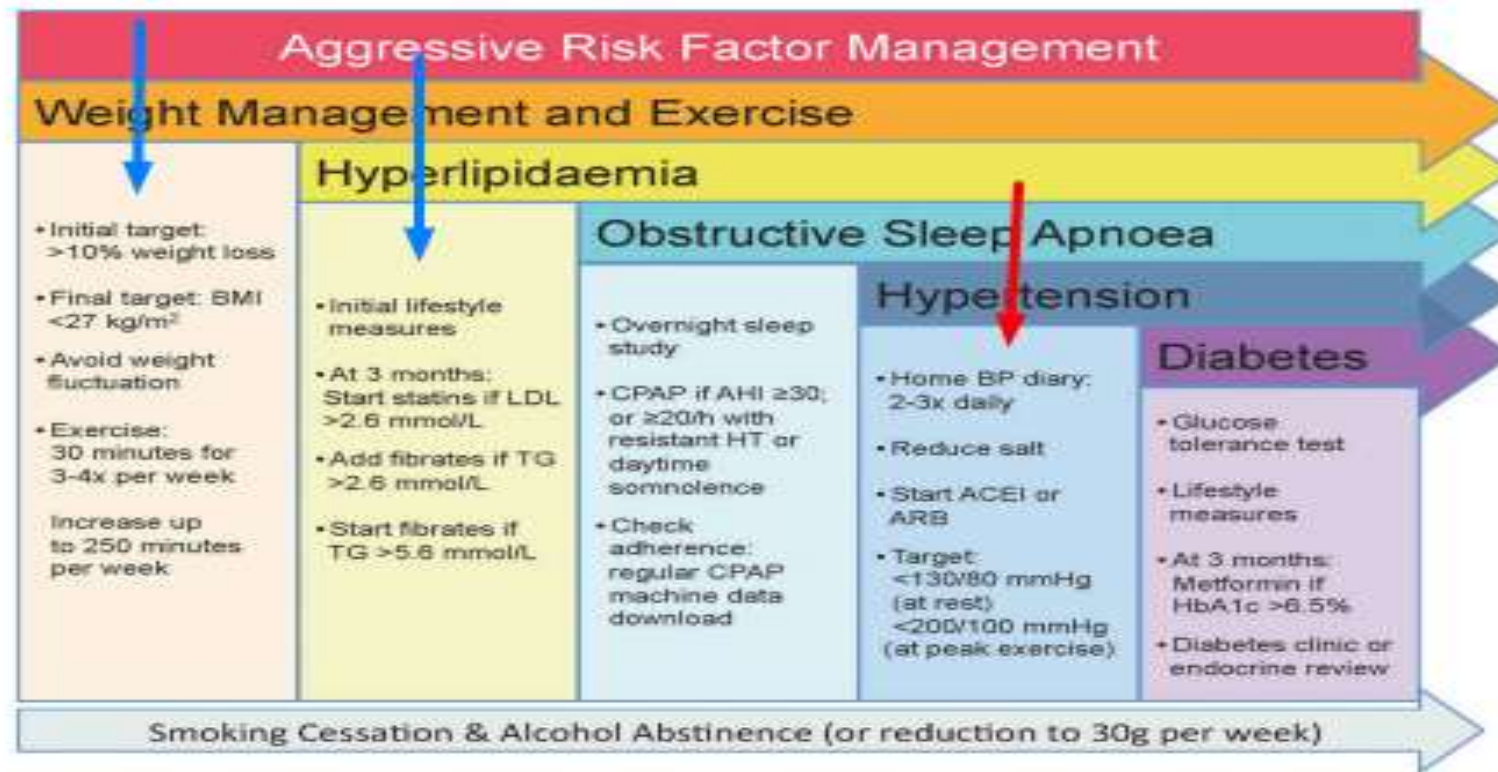 Aggressive Risk Factor Management
Weight Management and Exercise
• Initial target:
>10% weight loss
• Final target: BMI
<27 kg/m²
• Avoid weight
fluctuation
• Exercise:
30 minutes for
3-4x per week
Increase up
to 250 minutes
per week
Hyperlipidaemia
• Initial lifestyle
measures
• At 3 months:
Start statins if LDL
>2.6 mmol/L
• Add fibrates if TG
>2.6 mmol/L
• Start fibrates if
TG >5.6 mmol/L
Obstructive Sleep Apnoea
• Overnight sleep
study
• CPAP if AHI ≥30;
or ≥20/h with
resistant HT or
daytime
somnolence
• Check
adherence:
regular CPAP
machine data
download
Hypertension
• Home BP diary:
2-3x daily
• Reduce salt
• Start ACEI or
ARB
• Target:
<130/80 mmHg
(at rest)
<200/100 mmHg
(at peak exercise)
Diabetes
• Glucose
tolerance test
• Lifestyle
measures
• At 3 months:
Metformin if
HbA1c >6.5%
• Diabetes clinic or
endocrine review
Smoking Cessation & Alcohol Abstinence (or reduction to 30g per week)